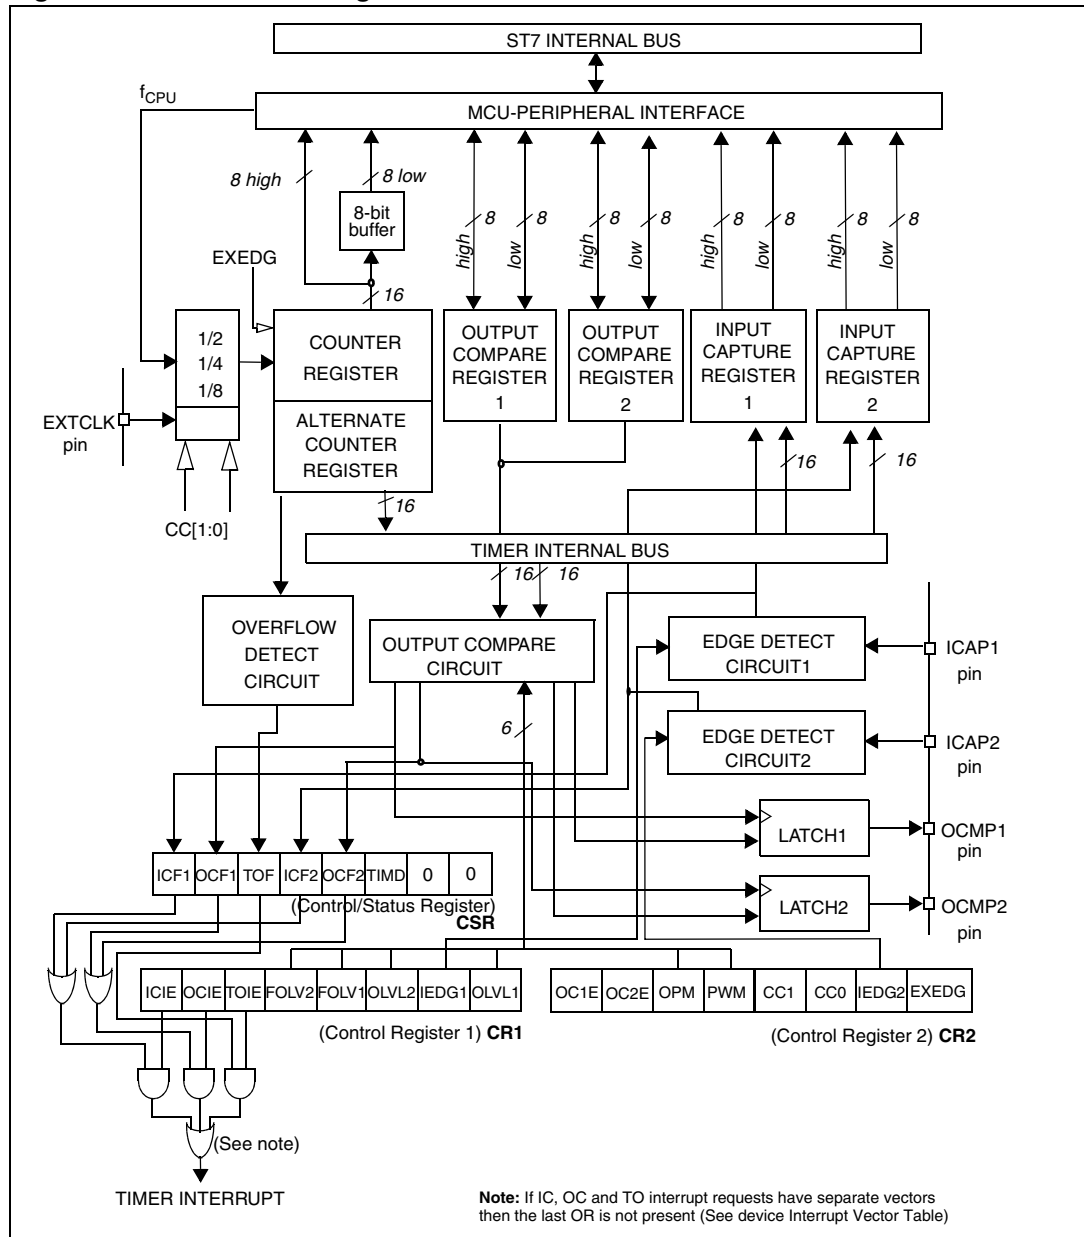 ST7 INTERNAL BUS
fCPU
MCU-PERIPHERAL INTERFACE
8 high
8 low
8-bit
buffer
8
8
8
8
8
8
8
8
high
low
high
low
high
low
high
low
EXEDG
16
1/2
1/4
1/8
COUNTER
REGISTER
OUTPUT
COMPARE
REGISTER
1
OUTPUT
COMPARE
REGISTER
2
INPUT
CAPTURE
REGISTER
1
INPUT
CAPTURE
REGISTER
2
EXTCLK
pin
ALTERNATE
COUNTER
REGISTER
16
16
16
CC[1:0]
TIMER INTERNAL BUS
16
16
OVERFLOW
DETECT
CIRCUIT
OUTPUT COMPARE
CIRCUIT
EDGE DETECT
CIRCUIT1
ICAP1
pin
6
EDGE DETECT
CIRCUIT2
ICAP2
pin
LATCH1
OCMP1
pin
ICF1 OCF1 TOF ICF2 OCF2 TIMD 0 0
(Control/Status Register)
CSR
LATCH2
OCMP2
pin
ICIE OCIE TOIE FOLV2 FOLV1 OLVL2 IEDG1 OLVL1
OC1E OC2E OPM PWM CC1 CC0 IEDG2 EXEDG
(Control Register 1) CR1
(Control Register 2) CR2
(See note)
TIMER INTERRUPT
Note: If IC, OC and TO interrupt requests have separate vectors
then the last OR is not present (See device Interrupt Vector Table)